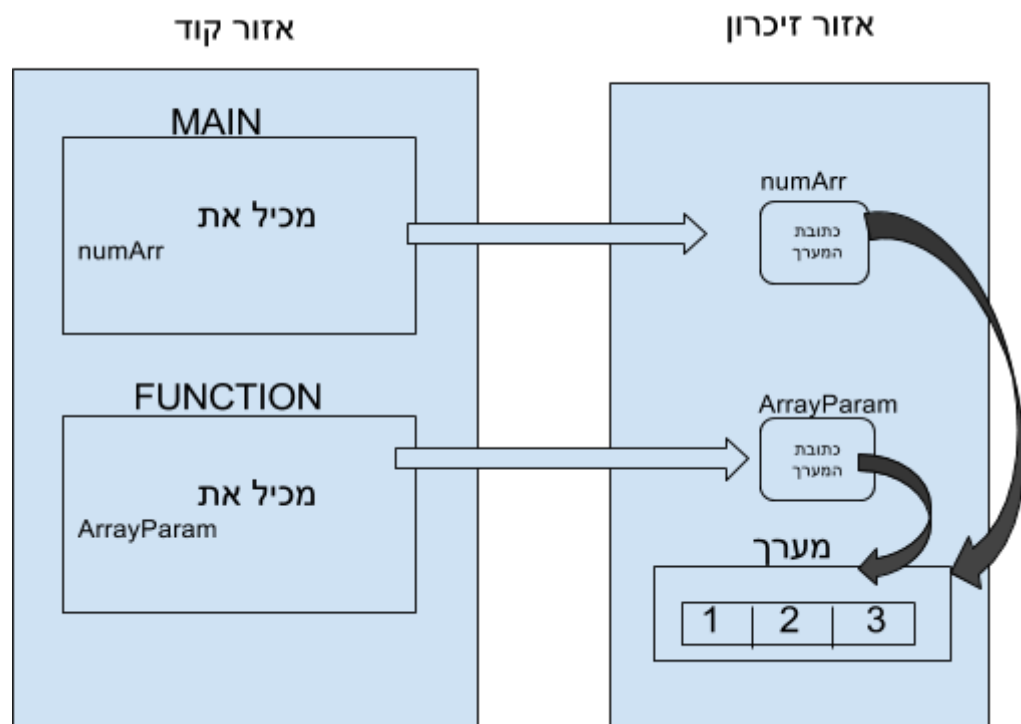 אזור קוד
MAIN
מכיל את
numArr
FUNCTION
מכיל את
ArrayParam
אזור זיכרון
numArr
כתובת
המערך
ArrayParam
כתובת
המערך
מערך
1 2 3